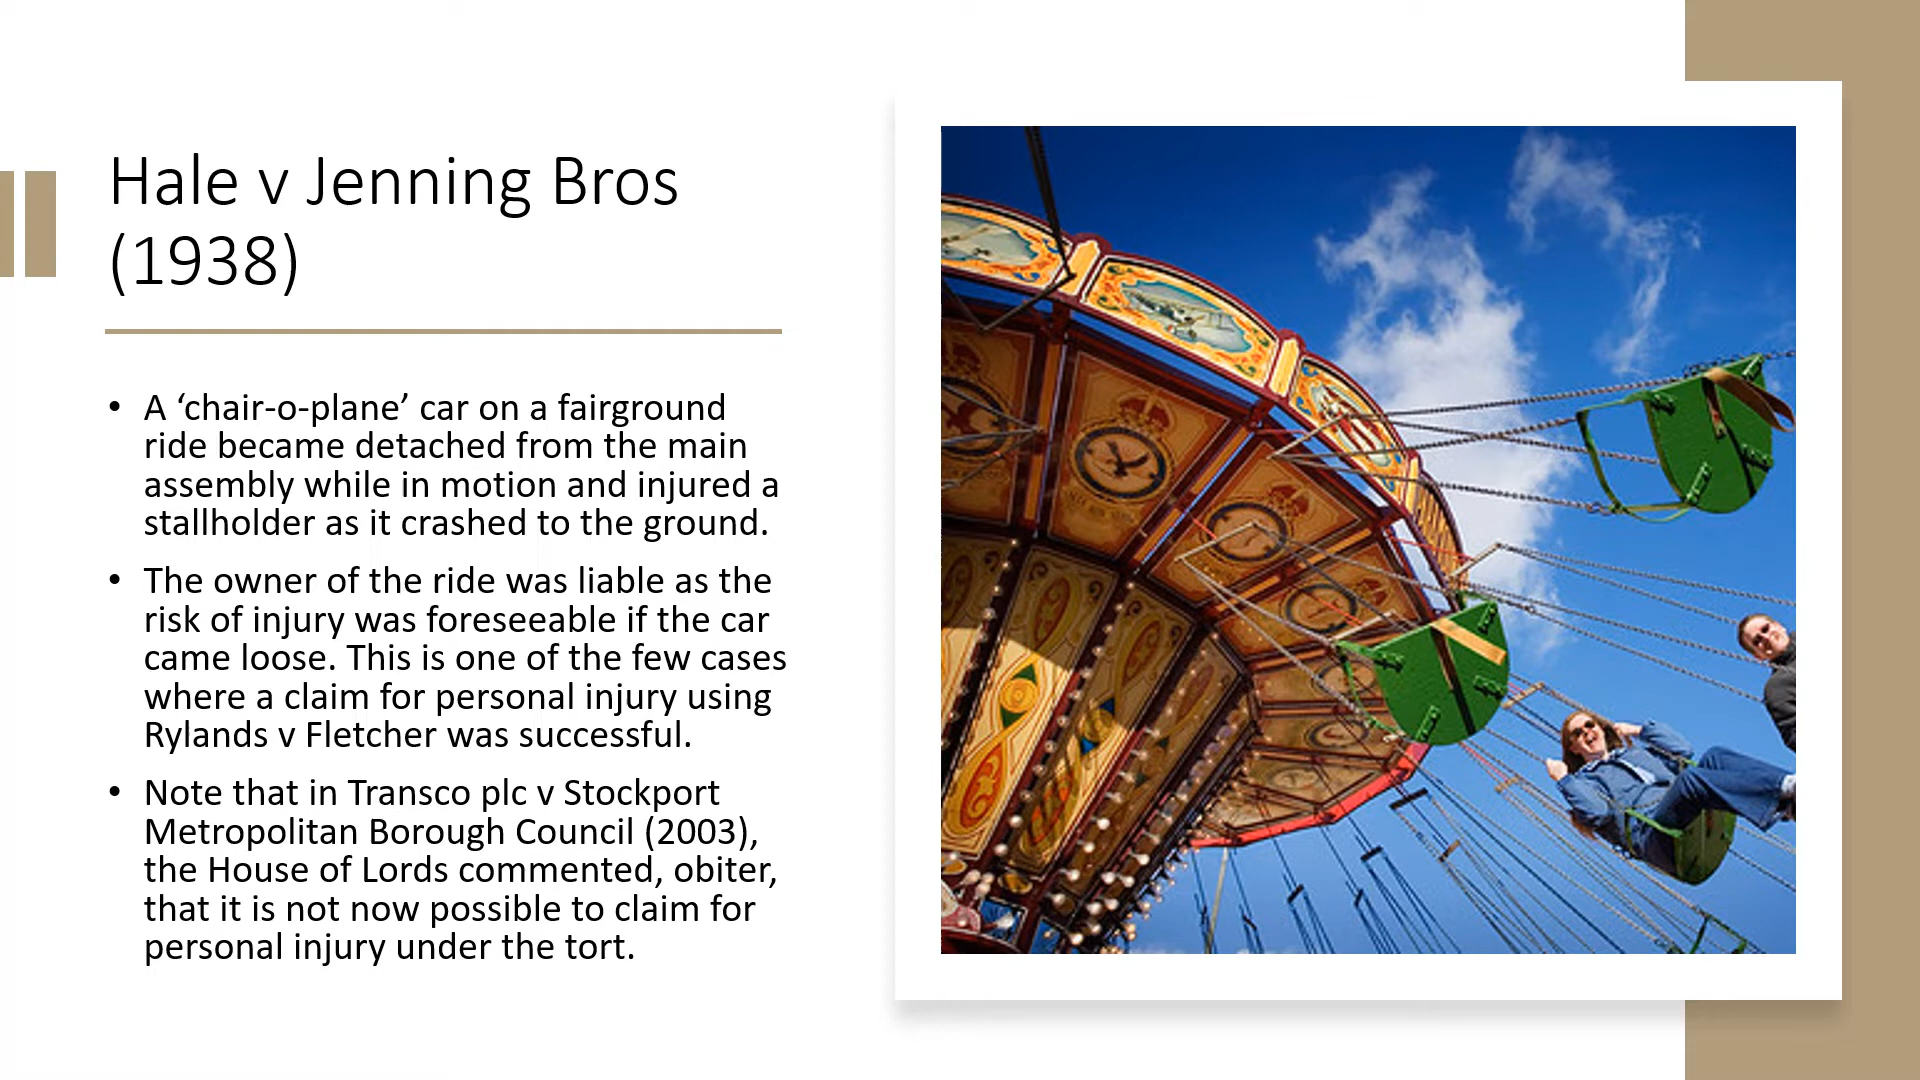 Hale v Jenning Bros
(1938)
• A ‘chair-o-plane’ car on a fairground
ride became detached from the main
assembly while in motion and injured a
stallholder as it crashed to the ground.
• The owner of the ride was liable as the
risk of injury was foreseeable if the car
came loose. This is one of the few cases
where a claim for personal injury using
Rylands v Fletcher was successful.
• Note that in Transco plc v Stockport
Metropolitan Borough Council (2003),
the House of Lords commented, obiter,
that it is not now possible to claim for
personal injury under the tort.